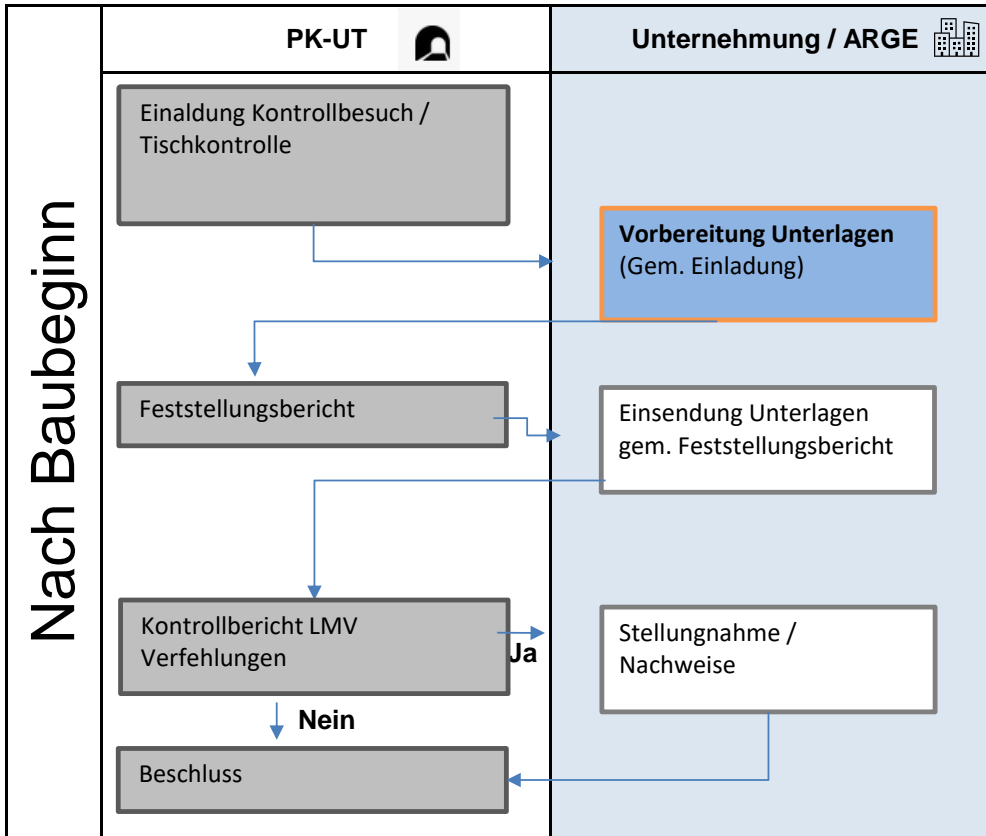 PK-UT
Unternehmung / ARGE
Nach Baubeginn
Einaldung Kontrollbesuch /
Tischkontrolle
Vorbereitung Unterlagen
(Gem. Einladung)
Feststellungsbericht
Einsendung Unterlagen
gem. Feststellungsbericht
Kontrollbericht LMV
Verfehlungen
Ja
Stellungnahme /
Nachweise
Nein
Beschluss